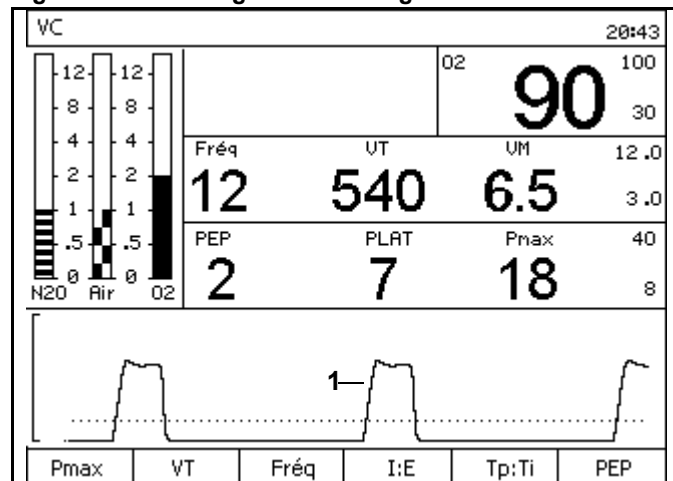 VC 20:43
12 12
8 8
4 4
2 2
1 1
.5 .5
0 0
N2O Air O2
O2 90 100
30
Fréq VT VM 12.0
12 540 6.5 3.0
PEP PLAT Pmax 40
2 7 18 8
1
Pmax VT Fréq I:E Tp:Ti PEP